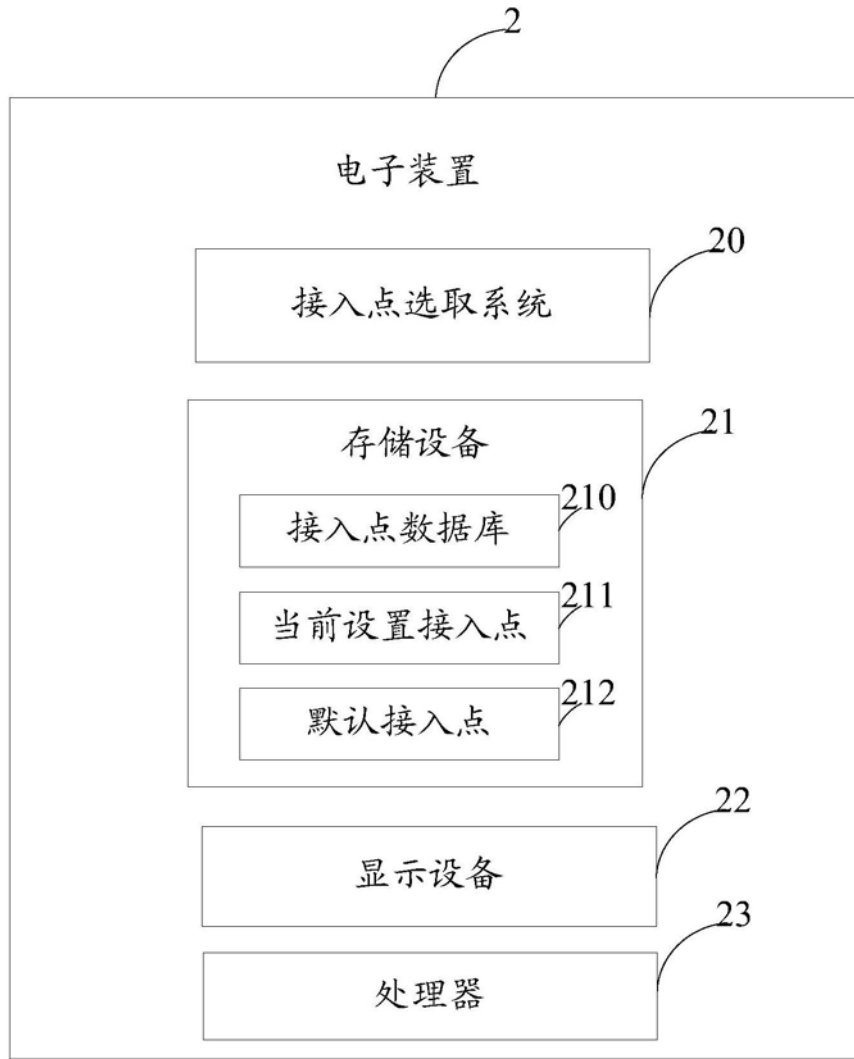 2
电子装置
20
接入点选取系统
21
存储设备
210
接入点数据库
211
当前设置接入点
212
默认接入点
22
显示设备
23
处理器